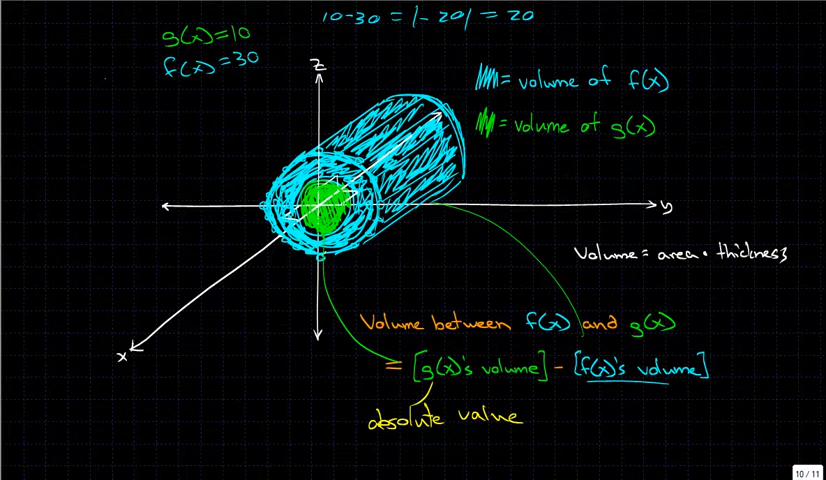 10-30 = |-20| = 20
g(x)=10
f(x)=30
z
= volume of f(x)
= volume of g(x)
y
Volume = area · thickness
x
Volume between f(x) and g(x)
= [g(x)'s volume] - [f(x)'s volume]
absolute value
10 / 11